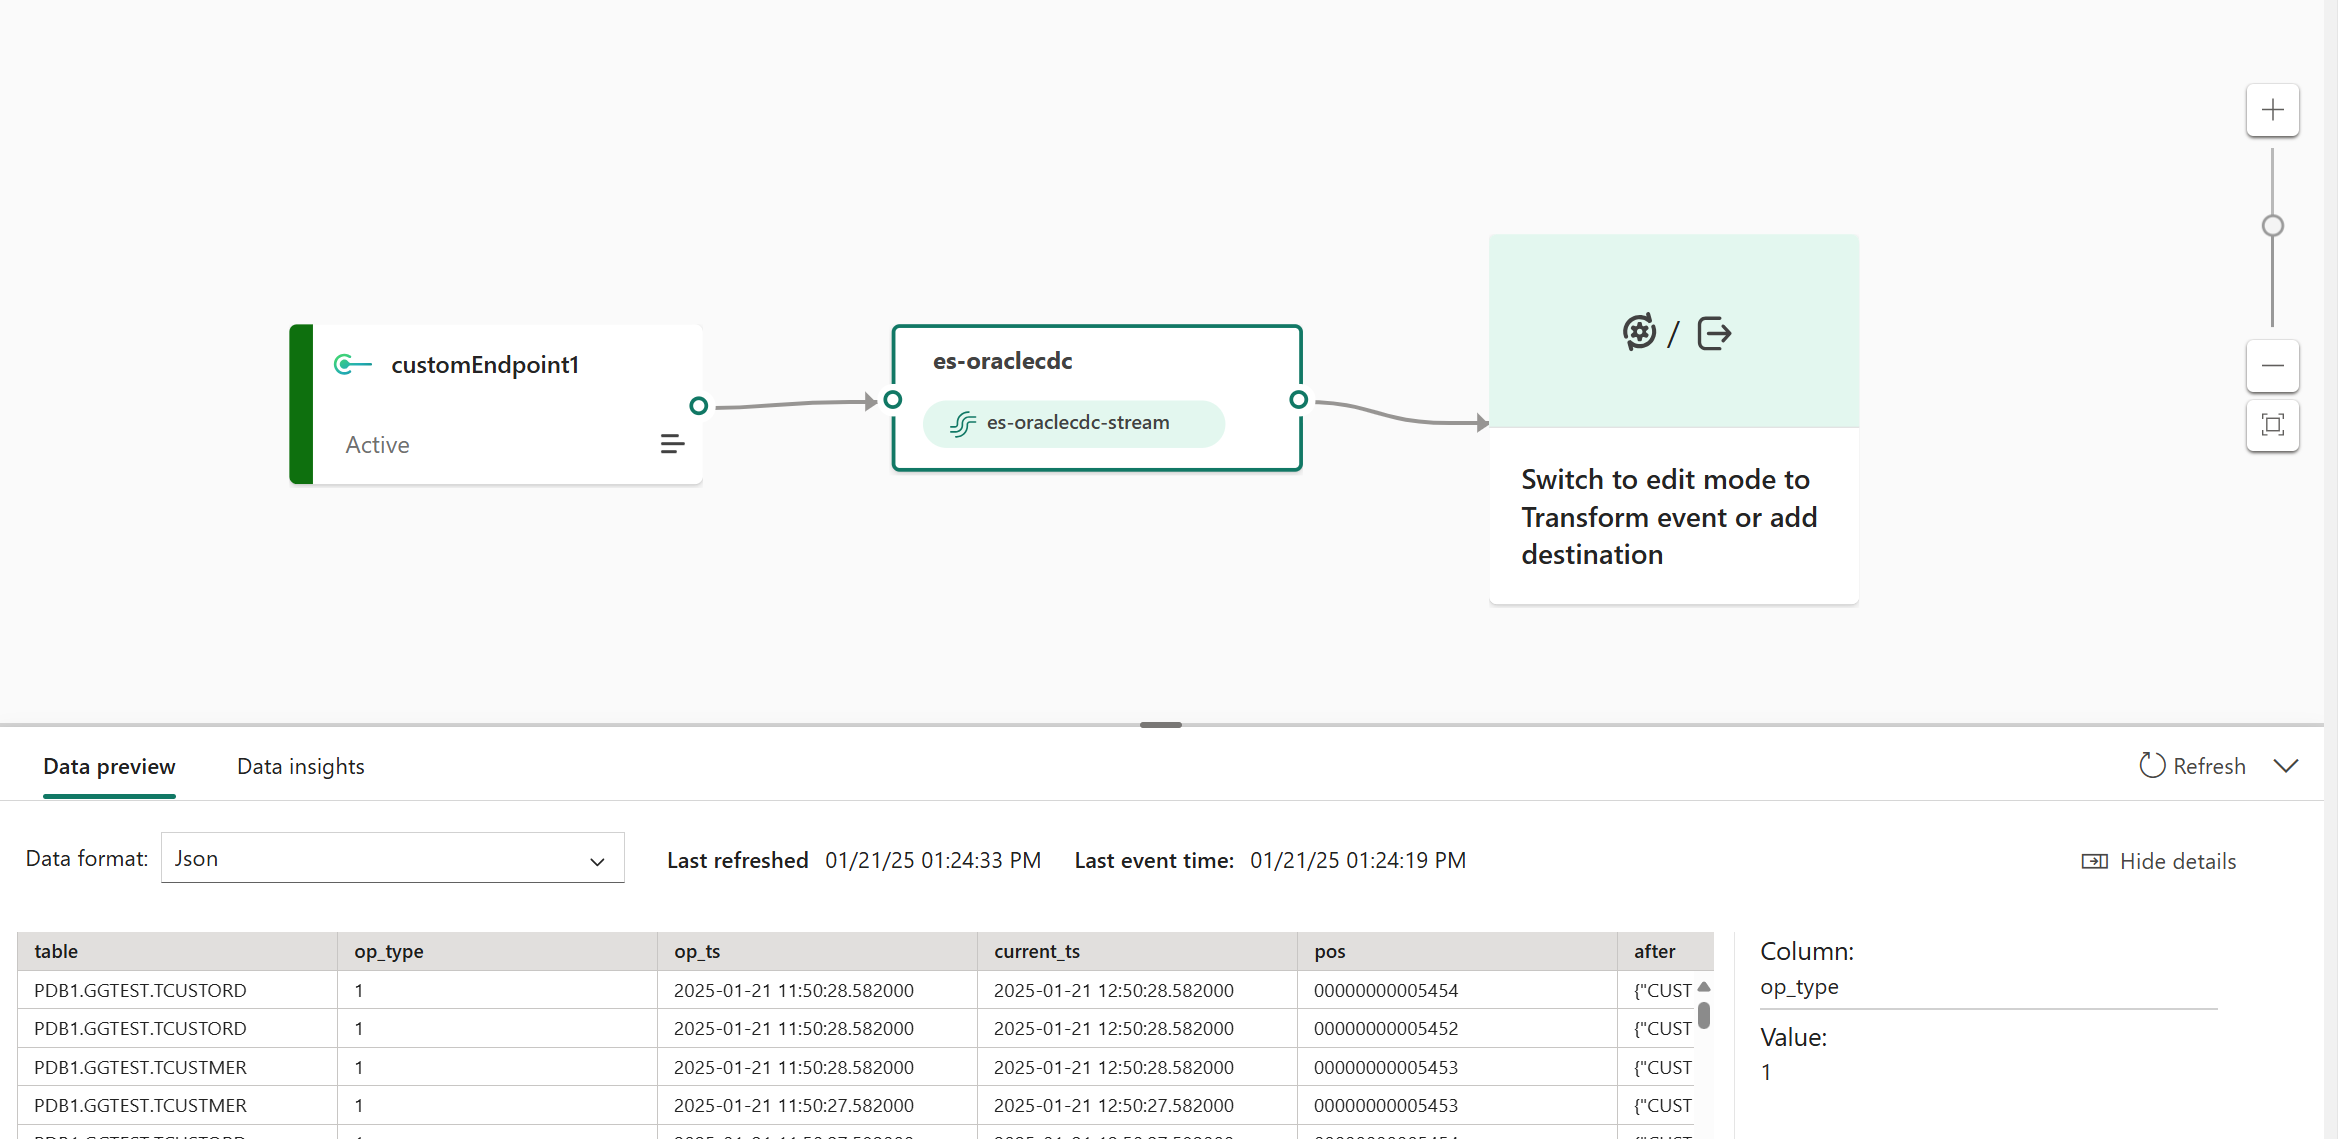 customEndpoint1
Active
es-oraclecdc
es-oraclecdc-stream
/
Switch to edit mode to
Transform event or add
destination
Data preview Data insights Refresh
Data format: Json Last refreshed 01/21/25 01:24:33 PM Last event time: 01/21/25 01:24:19 PM Hide details
table op_type op_ts current_ts pos after
PDB1.GGTEST.TCUSTORD 1 2025-01-21 11:50:28.582000 2025-01-21 12:50:28.582000 00000000005454 {"CUST
PDB1.GGTEST.TCUSTORD 1 2025-01-21 11:50:28.582000 2025-01-21 12:50:28.582000 00000000005452 {"CUST
PDB1.GGTEST.TCUSTMER 1 2025-01-21 11:50:28.582000 2025-01-21 12:50:28.582000 00000000005453 {"CUST
PDB1.GGTEST.TCUSTMER 1 2025-01-21 11:50:27.582000 2025-01-21 12:50:27.582000 00000000005453 {"CUST
Column:
op_type
Value:
1